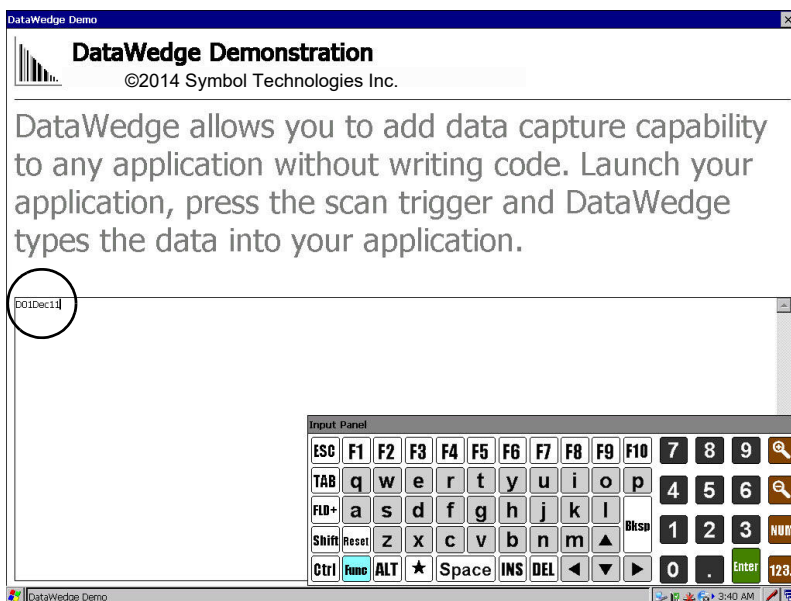 DataWedge Demo
DataWedge Demonstration
©2014 Symbol Technologies Inc.
DataWedge allows you to add data capture capability
to any application without writing code. Launch your
application, press the scan trigger and DataWedge
types the data into your application.
D01Dec11
Input Panel
ESC F1 F2 F3 F4 F5 F6 F7 F8 F9 F10 7 8 9
TAB q w e r t y u i o p 4 5 6
FLD+ a s d f g h j k l Bksp 1 2 3 NUM
Shift Reset z x c v b n m
Ctrl Func ALT Space INS DEL 0 . Enter 123.
DataWedge Demo 3:40 AM